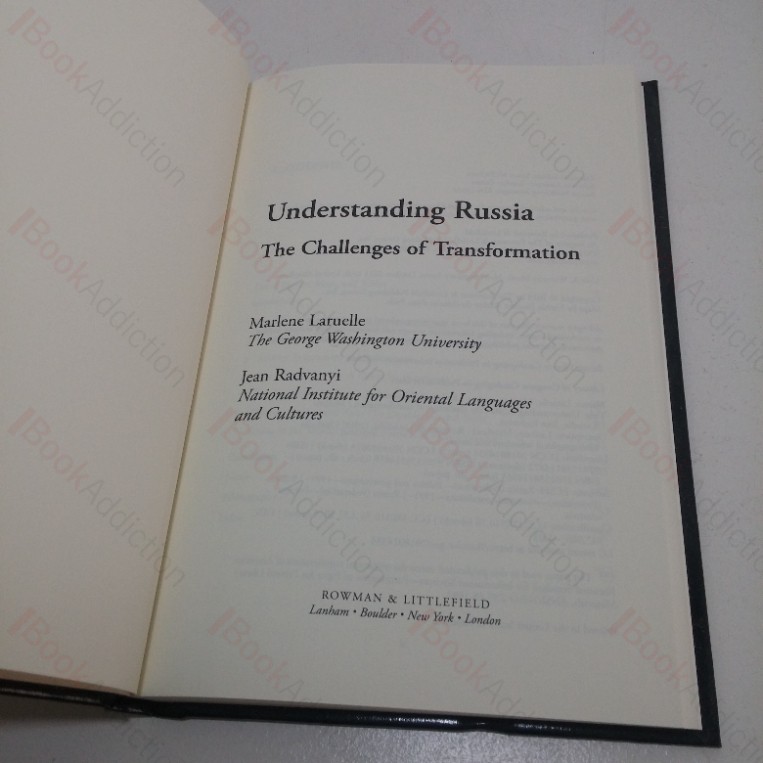 Understanding Russia
The Challenges of Transformation
Marlene Laruelle
The George Washington University
Jean Radvanyi
National Institute for Oriental Languages
and Cultures
ROWMAN & LITTLEFIELD
Lanham • Boulder • New York • London
BookAddiction